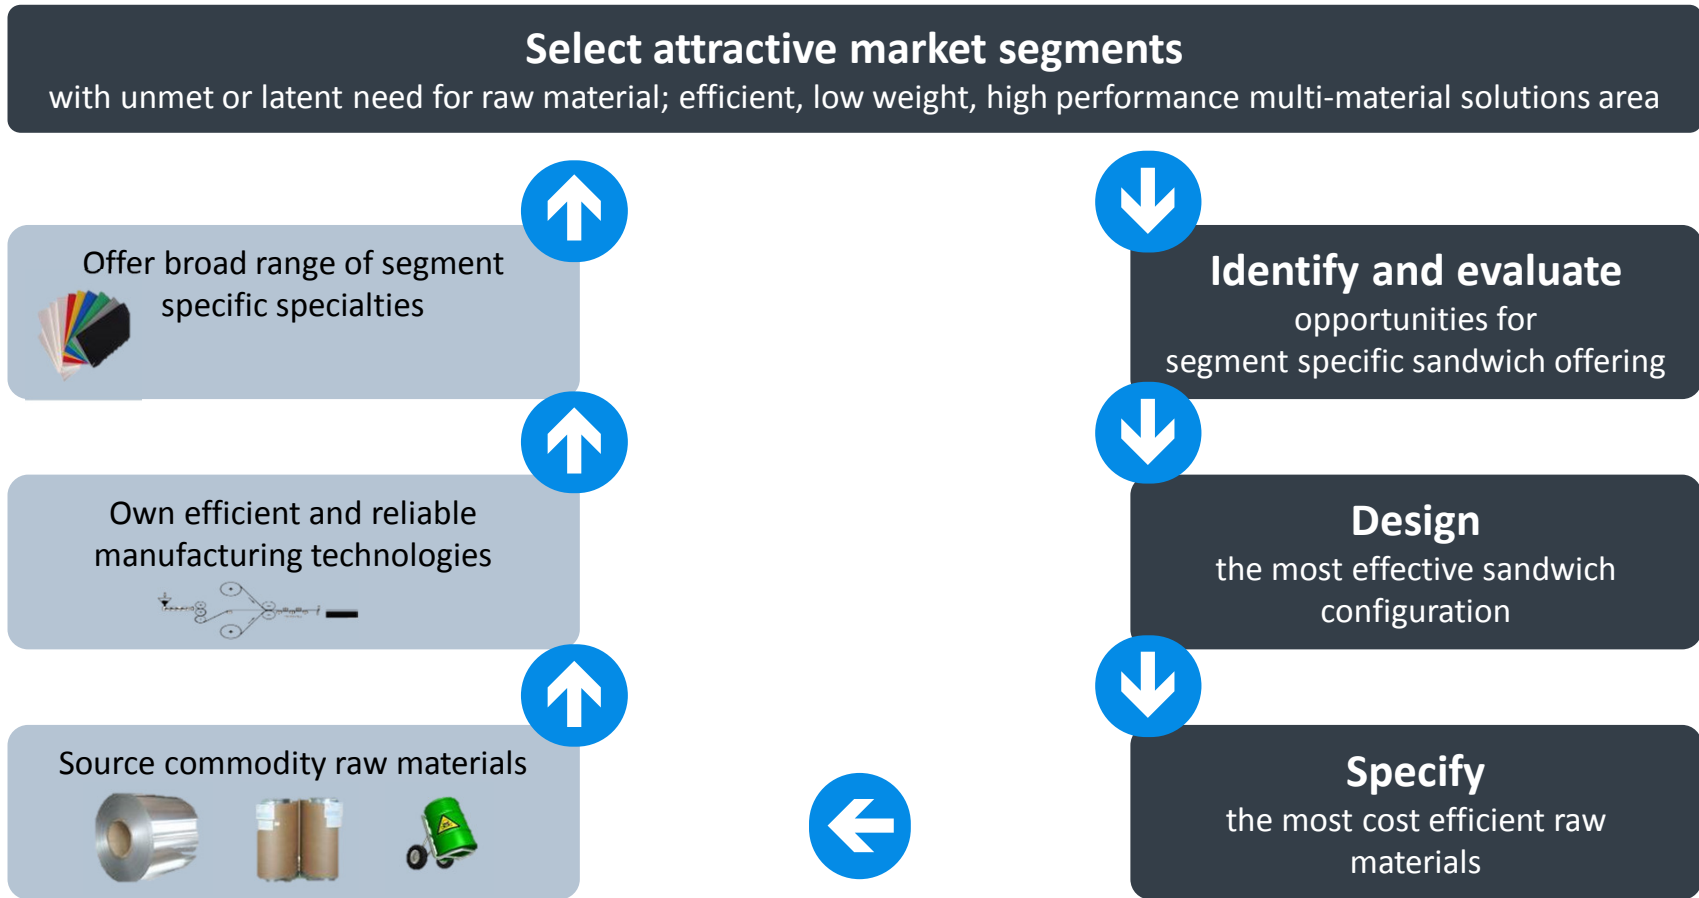 Select attractive market segments
with unmet or latent need for raw material; efficient, low weight, high performance multi-material solutions area
Offer broad range of segment
specific specialties
Identify and evaluate
opportunities for
segment specific sandwich offering
Own efficient and reliable
manufacturing technologies
Design
the most effective sandwich
configuration
Source commodity raw materials
Specify
the most cost efficient raw
materials